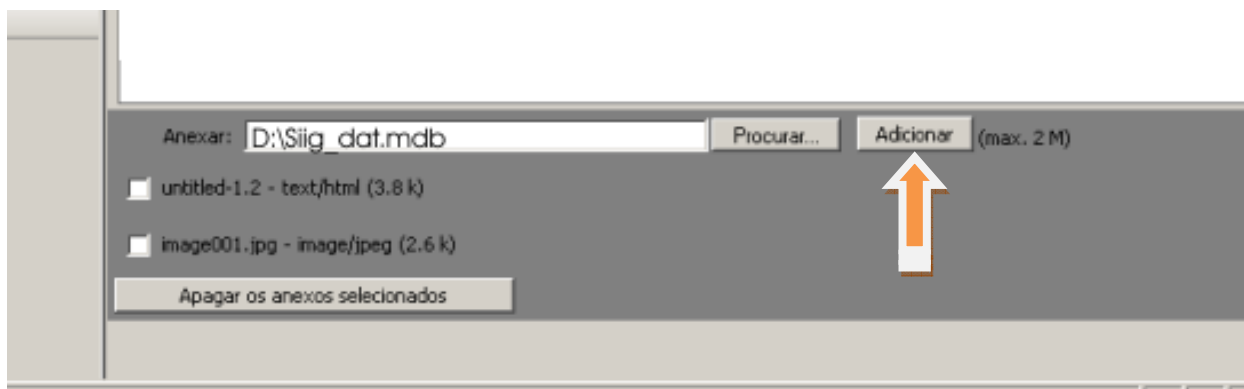 Anexar: D:\Siig_dat.mdb Procurar... Adicionar (max. 2 M)
untitled-1.2 - text/html (3.8 k)
image001.jpg - image/jpeg (2.6 k)
Apagar os anexos selecionados